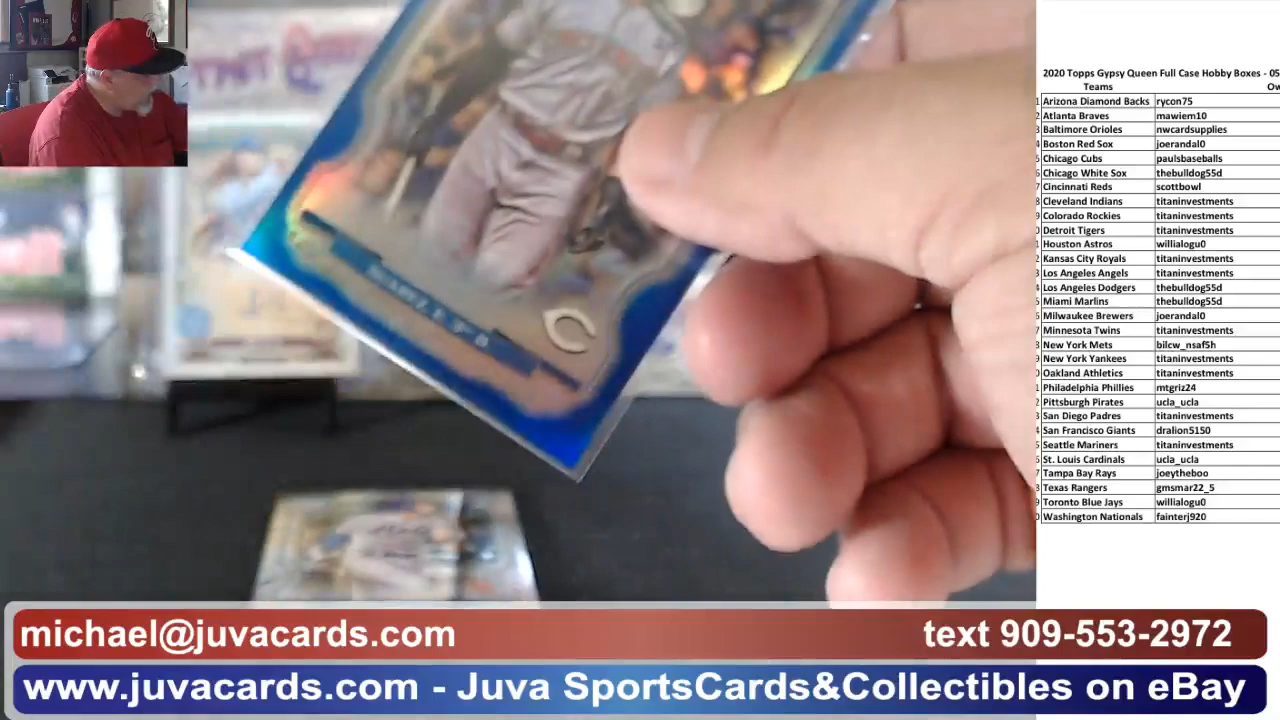 2020 Topps Gypsy Queen Full Case Hobby Boxes - 05
Teams Ow
Arizona Diamond Backs rycon75
Atlanta Braves mawiem10
Baltimore Orioles nwcardsupplies
Boston Red Sox joerandal0
Chicago Cubs paulsbaseballs
Chicago White Sox thebulldog55d
Cincinnati Reds scottbowl
Cleveland Indians titaninvestments
Colorado Rockies titaninvestments
Detroit Tigers titaninvestments
Houston Astros willialogu0
Kansas City Royals titaninvestments
Los Angeles Angels titaninvestments
Los Angeles Dodgers thebulldog55d
Miami Marlins thebulldog55d
Milwaukee Brewers joerandal0
Minnesota Twins titaninvestments
New York Mets bilcw_nsaf5h
New York Yankees titaninvestments
Oakland Athletics titaninvestments
Philadelphia Phillies mtgriz24
Pittsburgh Pirates ucla_ucla
San Diego Padres titaninvestments
San Francisco Giants dralion5150
Seattle Mariners titaninvestments
St. Louis Cardinals ucla_ucla
Tampa Bay Rays joeytheboo
Texas Rangers gmsmar22_5
Toronto Blue Jays willialogu0
Washington Nationals fainterj920
C
michael@juvacards.com text 909-553-2972
www.juvacards.com - Juva SportsCards&Collectibles on eBay